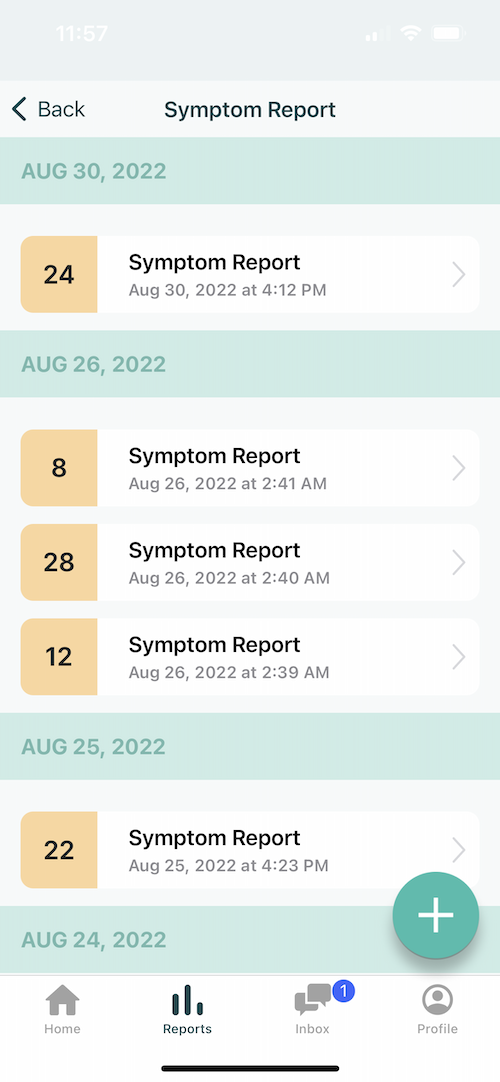 11:57
Back
Symptom Report
AUG 30, 2022
24
Symptom Report
Aug 30, 2022 at 4:12 PM
AUG 26, 2022
8
Symptom Report
Aug 26, 2022 at 2:41 AM
28
Symptom Report
Aug 26, 2022 at 2:40 AM
12
Symptom Report
Aug 26, 2022 at 2:39 AM
AUG 25, 2022
22
Symptom Report
Aug 25, 2022 at 4:23 PM
AUG 24, 2022
1
Home
Reports
Inbox
Profile